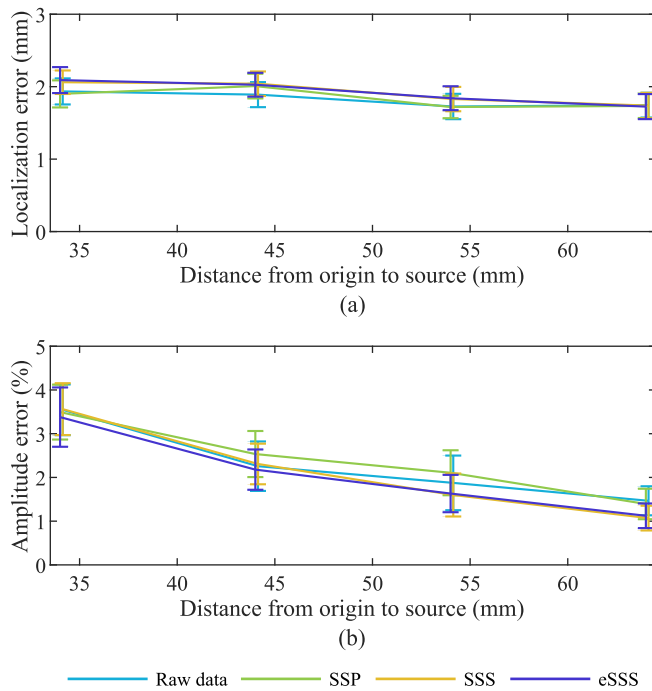 3
2
1
0
Localization error (mm)
35 40 45 50 55 60
Distance from origin to source (mm)
(a)
5
4
3
2
1
0
Amplitude error (%)
35 40 45 50 55 60
Distance from origin to source (mm)
(b)
Raw data SSP SSS eSSS